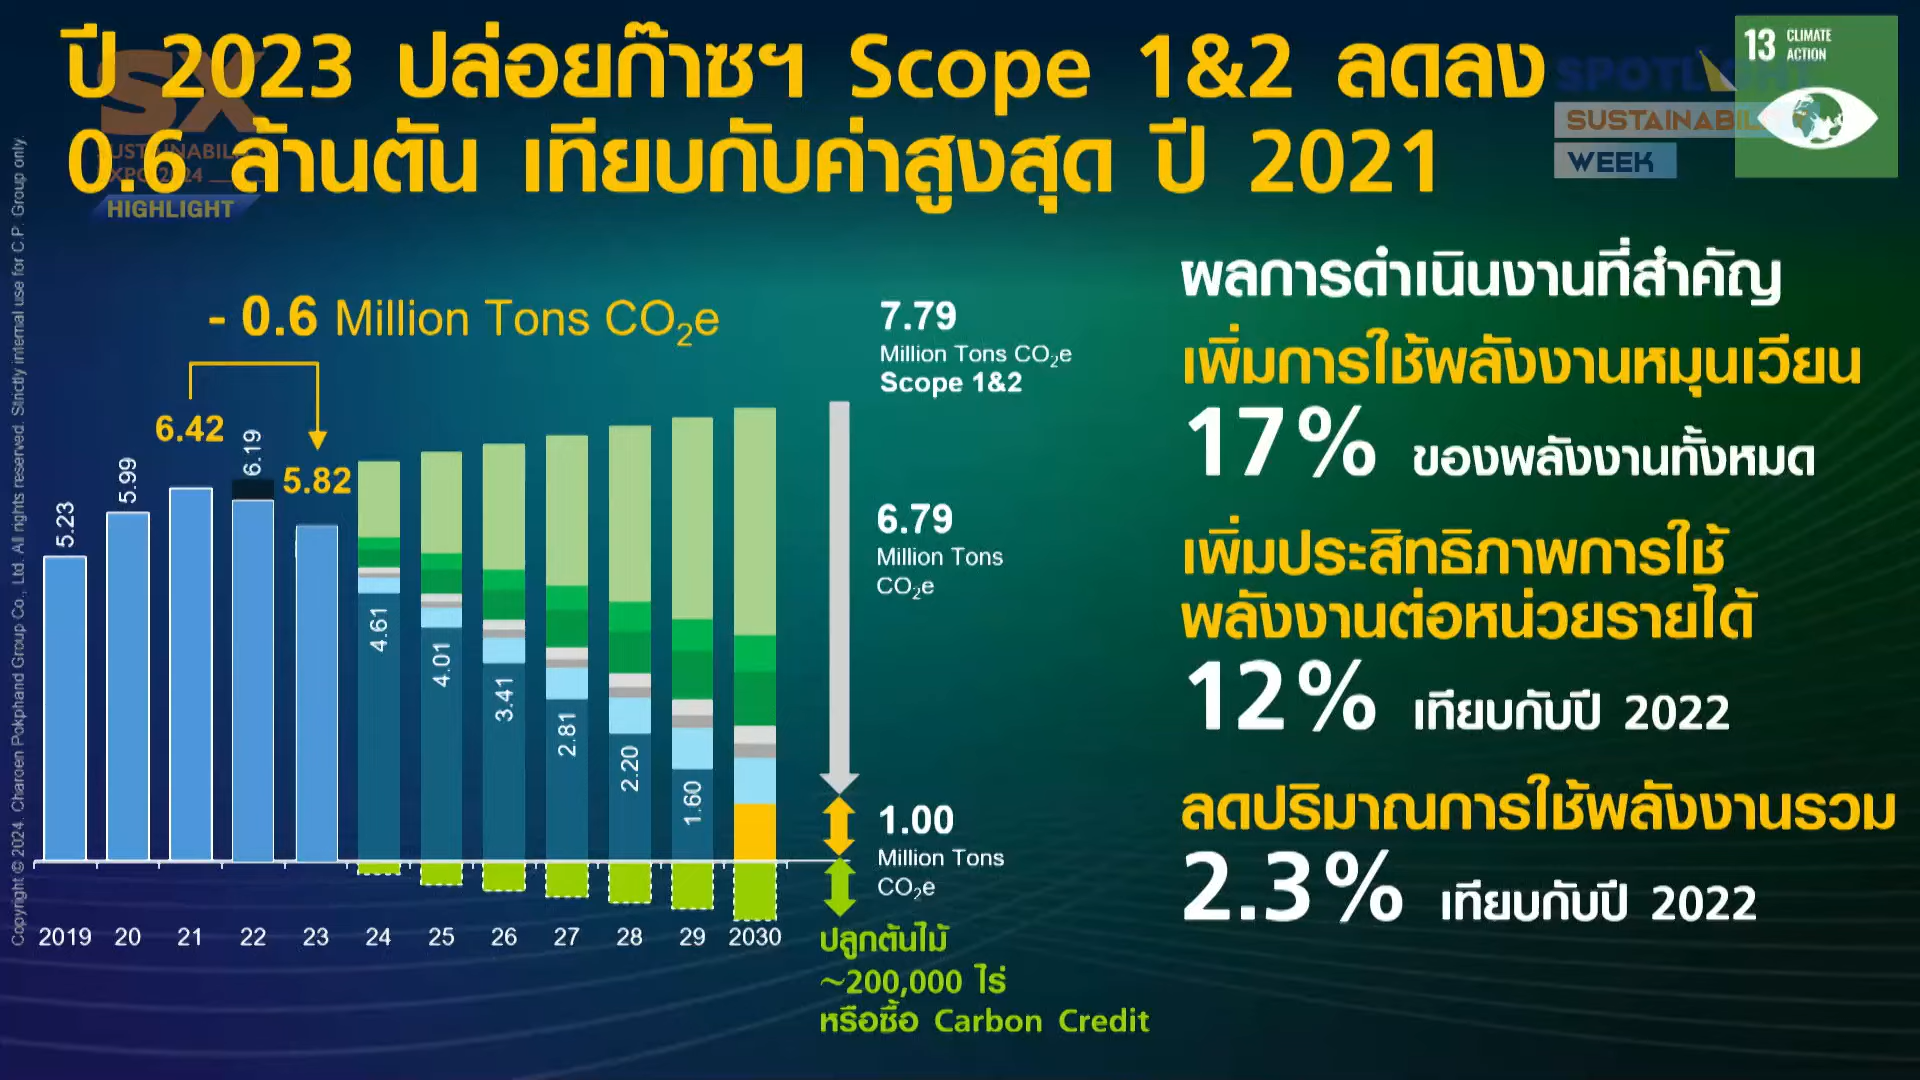 ปี 2023 ปล่อยก๊าซฯ Scope 1&2 ลดลง
0.6 ล้านตัน เทียบกับค่าสูงสุด ปี 2021
SX
SUSTAINABILITY
EXPO 2024
HIGHLIGHT
SPOTLIGHT
SUSTAINABILITY
WEEK
13 CLIMATE
ACTION
Copyright © 2024. Charoen Pokphand Group Co., Ltd. All rights reserved. Strictly internal use for C.P. Group only.
- 0.6 Million Tons CO₂e
5.23
5.99
6.42
6.19
5.82
4.61
4.01
3.41
2.81
2.20
1.60
2019 20 21 22 23 24 25 26 27 28 29 2030
7.79
Million Tons CO₂e
Scope 1&2
6.79
Million Tons
CO₂e
1.00
Million Tons
CO₂e
ปลูกต้นไม้
~200,000 ไร่
หรือซื้อ Carbon Credit
ผลการดำเนินงานที่สำคัญ
เพิ่มการใช้พลังงานหมุนเวียน
17% ของพลังงานทั้งหมด
เพิ่มประสิทธิภาพการใช้
พลังงานต่อหน่วยรายได้
12% เทียบกับปี 2022
ลดปริมาณการใช้พลังงานรวม
2.3% เทียบกับปี 2022